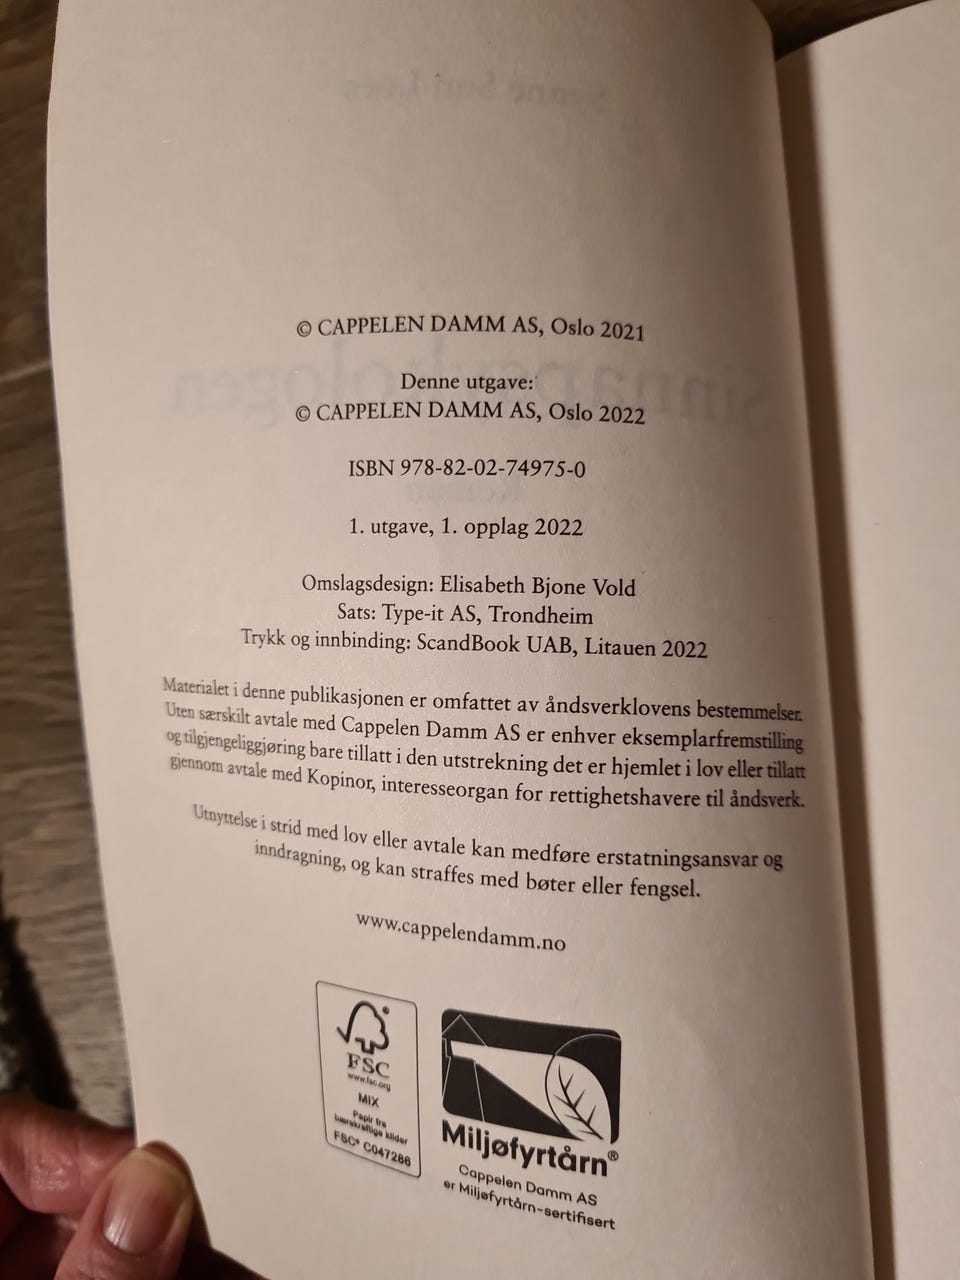 © CAPPELEN DAMM AS, Oslo 2021
Denne utgave:
© CAPPELEN DAMM AS, Oslo 2022
ISBN 978-82-02-74975-0
1. utgave, 1. opplag 2022
Omslagsdesign: Elisabeth Bjone Vold
Sats: Type-it AS, Trondheim
Trykk og innbinding: ScandBook UAB, Litauen 2022
Materialet i denne publikasjonen er omfattet av åndsverklovens bestemmelser.
Uten særskilt avtale med Cappelen Damm AS er enhver eksemplarfremstilling
og tilgjengeliggjøring bare tillatt i den utstrekning det er hjemlet i lov eller tillatt
gjennom avtale med Kopinor, interesseorgan for rettighetshavere til åndsverk.
Utnyttelse i strid med lov eller avtale kan medføre erstatningsansvar og
inndragning, og kan straffes med bøter eller fengsel.
www.cappelendamm.no
FSC
www.fsc.org
MIX
Papir fra
bærekraftige kilder
FSC® C047266
Miljøfyrtårn®
Cappelen Damm AS
er Miljøfyrtårn-sertifisert